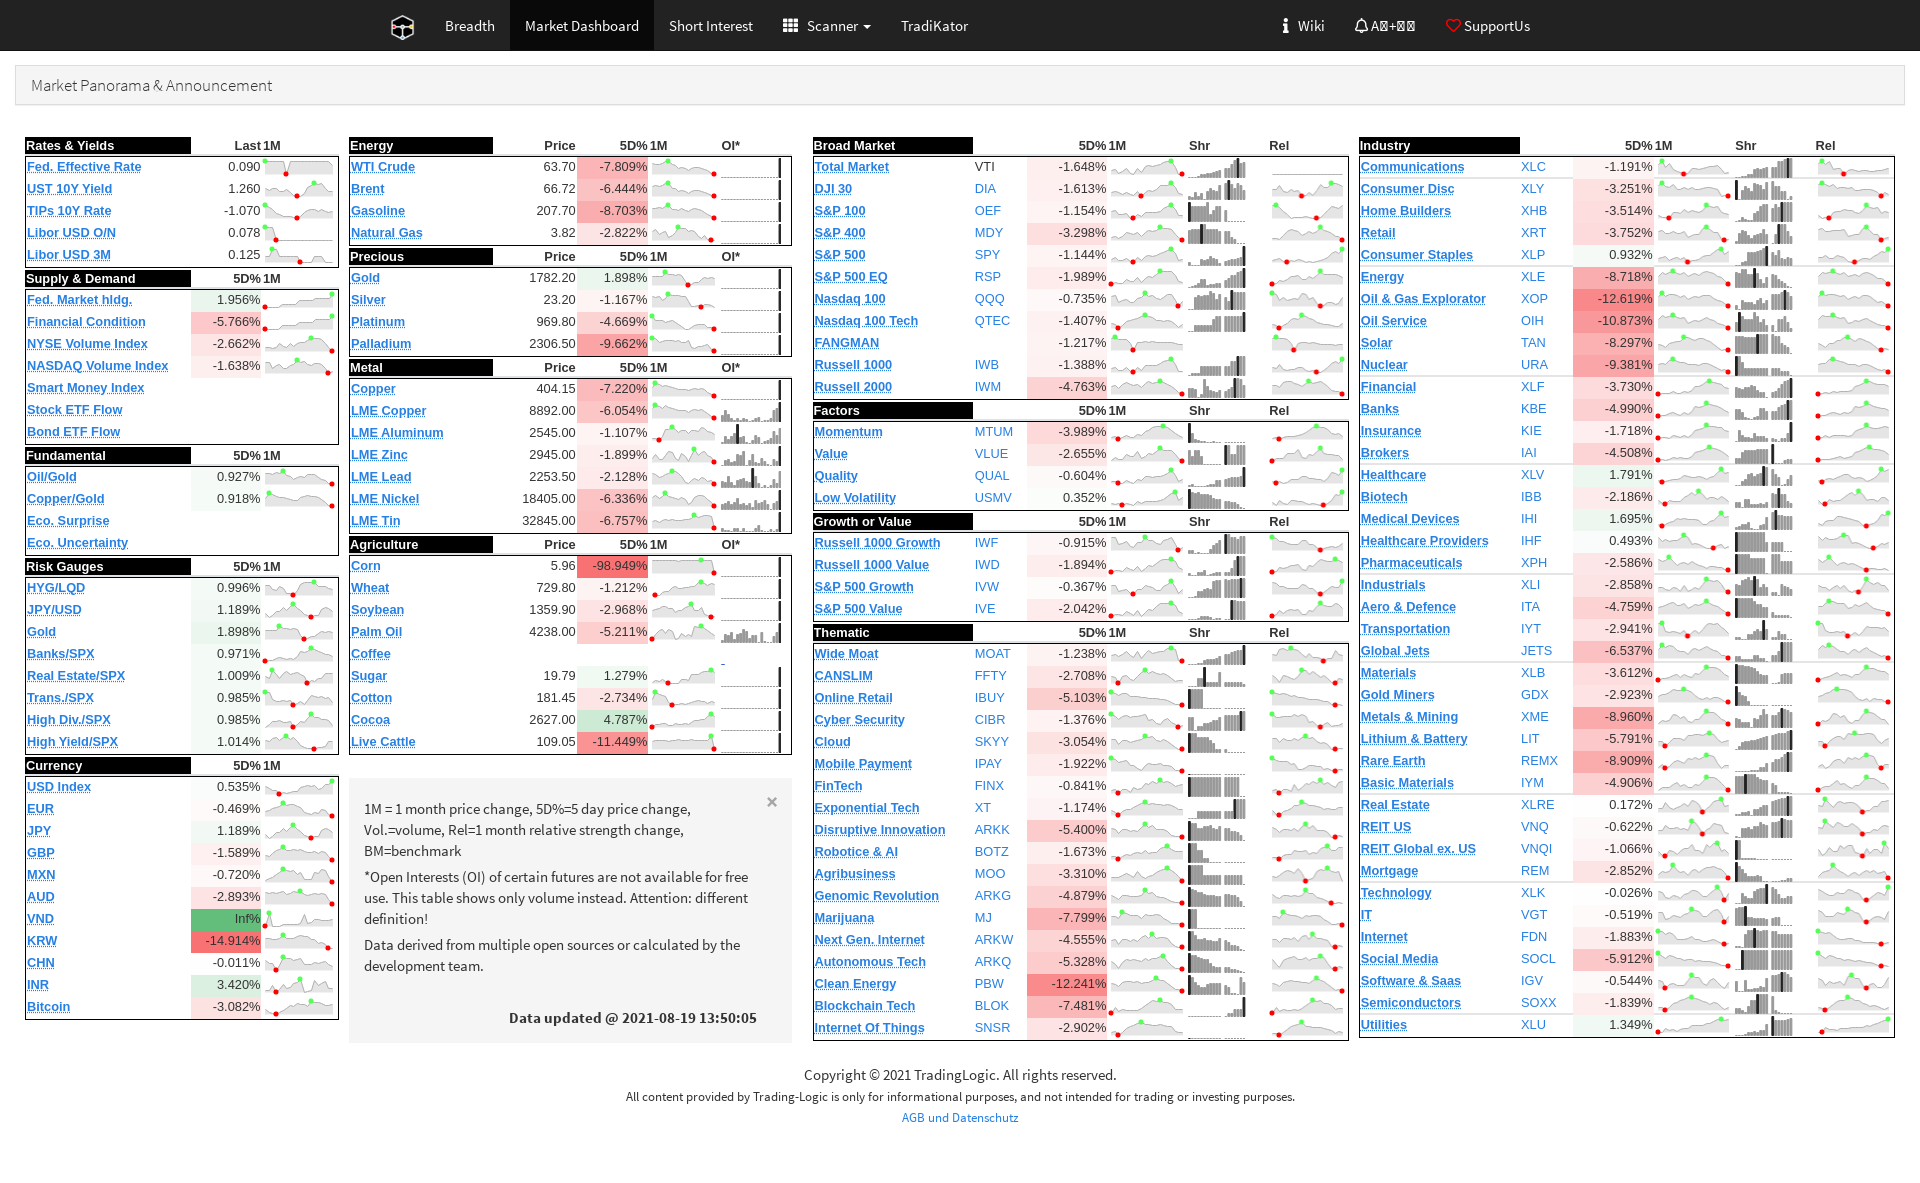 Breadth
Market Dashboard
Short Interest
Scanner
TradiKator
Wiki
SupportUs
Market Panorama & Announcement
Rates & Yields Last 1M
Fed. Effective Rate 0.090
UST 10Y Yield 1.260
TIPs 10Y Rate -1.070
Libor USD O/N 0.078
Libor USD 3M 0.125
Supply & Demand 5D% 1M
Fed. Market hldg. 1.956%
Financial Condition -5.766%
NYSE Volume Index -2.662%
NASDAQ Volume Index -1.638%
Smart Money Index
Stock ETF Flow
Bond ETF Flow
Fundamental 5D% 1M
Oil/Gold 0.927%
Copper/Gold 0.918%
Eco. Surprise
Eco. Uncertainty
Risk Gauges 5D% 1M
HYG/LQD 0.996%
JPY/USD 1.189%
Gold 1.898%
Banks/SPX 0.971%
Real Estate/SPX 1.009%
Trans./SPX 0.985%
High Div./SPX 0.985%
High Yield/SPX 1.014%
Currency 5D% 1M
USD Index 0.535%
EUR -0.469%
JPY 1.189%
GBP -1.589%
MXN -0.720%
AUD -2.893%
VND Inf%
KRW -14.914%
CHN -0.011%
INR 3.420%
Bitcoin -3.082%
Energy Price 5D% 1M OI*
WTI Crude 63.70 -7.809%
Brent 66.72 -6.444%
Gasoline 207.70 -8.703%
Natural Gas 3.82 -2.822%
Precious Price 5D% 1M OI*
Gold 1782.20 1.898%
Silver 23.20 -1.167%
Platinum 969.80 -4.669%
Palladium 2306.50 -9.662%
Metal Price 5D% 1M OI*
Copper 404.15 -7.220%
LME Copper 8892.00 -6.054%
LME Aluminum 2545.00 -1.107%
LME Zinc 2945.00 -1.899%
LME Lead 2253.50 -2.128%
LME Nickel 18405.00 -6.336%
LME Tin 32845.00 -6.757%
Agriculture Price 5D% 1M OI*
Corn 5.96 -98.949%
Wheat 729.80 -1.212%
Soybean 1359.90 -2.968%
Palm Oil 4238.00 -5.211%
Coffee
Sugar 19.79 1.279%
Cotton 181.45 -2.734%
Cocoa 2627.00 4.787%
Live Cattle 109.05 -11.449%
×
1M = 1 month price change, 5D%=5 day price change,
Vol.=volume, Rel=1 month relative strength change,
BM=benchmark
*Open Interests (OI) of certain futures are not available for free
use. This table shows only volume instead. Attention: different
definition!
Data derived from multiple open sources or calculated by the
development team.
Data updated @ 2021-08-19 13:50:05
Broad Market 5D% 1M Shr Rel
Total Market VTI -1.648%
DJI 30 DIA -1.613%
S&P 100 OEF -1.154%
S&P 400 MDY -3.298%
S&P 500 SPY -1.144%
S&P 500 EQ RSP -1.989%
Nasdaq 100 QQQ -0.735%
Nasdaq 100 Tech QTEC -1.407%
FANGMAN -1.217%
Russell 1000 IWB -1.388%
Russell 2000 IWM -4.763%
Factors 5D% 1M Shr Rel
Momentum MTUM -3.989%
Value VLUE -2.655%
Quality QUAL -0.604%
Low Volatility USMV 0.352%
Growth or Value 5D% 1M Shr Rel
Russell 1000 Growth IWF -0.915%
Russell 1000 Value IWD -1.894%
S&P 500 Growth IVW -0.367%
S&P 500 Value IVE -2.042%
Thematic 5D% 1M Shr Rel
Wide Moat MOAT -1.238%
CANSLIM FFTY -2.708%
Online Retail IBUY -5.103%
Cyber Security CIBR -1.376%
Cloud SKYY -3.054%
Mobile Payment IPAY -1.922%
FinTech FINX -0.841%
Exponential Tech XT -1.174%
Disruptive Innovation ARKK -5.400%
Robotice & AI BOTZ -1.673%
Agribusiness MOO -3.310%
Genomic Revolution ARKG -4.879%
Marijuana MJ -7.799%
Next Gen. Internet ARKW -4.555%
Autonomous Tech ARKQ -5.328%
Clean Energy PBW -12.241%
Blockchain Tech BLOK -7.481%
Internet Of Things SNSR -2.902%
Industry 5D% 1M Shr Rel
Communications XLC -1.191%
Consumer Disc XLY -3.251%
Home Builders XHB -3.514%
Retail XRT -3.752%
Consumer Staples XLP 0.932%
Energy XLE -8.718%
Oil & Gas Explorator XOP -12.619%
Oil Service OIH -10.873%
Solar TAN -8.297%
Nuclear URA -9.381%
Financial XLF -3.730%
Banks KBE -4.990%
Insurance KIE -1.718%
Brokers IAI -4.508%
Healthcare XLV 1.791%
Biotech IBB -2.186%
Medical Devices IHI 1.695%
Healthcare Providers IHF 0.493%
Pharmaceuticals XPH -2.586%
Industrials XLI -2.858%
Aero & Defence ITA -4.759%
Transportation IYT -2.941%
Global Jets JETS -6.537%
Materials XLB -3.612%
Gold Miners GDX -2.923%
Metals & Mining XME -8.960%
Lithium & Battery LIT -5.791%
Rare Earth REMX -8.909%
Basic Materials IYM -4.906%
Real Estate XLRE 0.172%
REIT US VNQ -0.622%
REIT Global ex. US VNQI -1.066%
Mortgage REM -2.852%
Technology XLK -0.026%
IT VGT -0.519%
Internet FDN -1.883%
Social Media SOCL -5.912%
Software & Saas IGV -0.544%
Semiconductors SOXX -1.839%
Utilities XLU 1.349%
Copyright © 2021 TradingLogic. All rights reserved.
All content provided by Trading-Logic is only for informational purposes, and not intended for trading or investing purposes.
AGB und Datenschutz